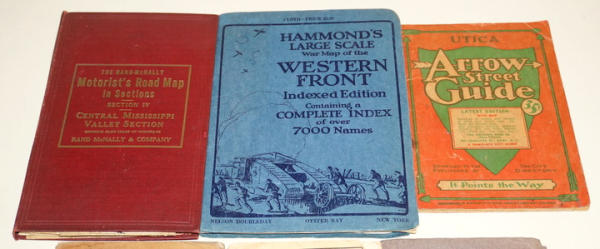 THE RAND-McNALLY
Motorist's Road Map
in Sections
SECTION IV
CENTRAL MISSISSIPPI
VALLEY SECTION
RAND McNALLY & COMPANY
HAMMOND'S
LARGE SCALE
War Map of the
WESTERN
FRONT
Indexed Edition
Containing a
COMPLETE INDEX
of over
7000 Names
NELSON DOUBLEDAY OYSTER BAY NEW YORK
UTICA
Arrow
Street
Guide
35¢
LATEST EDITION
It Points the Way